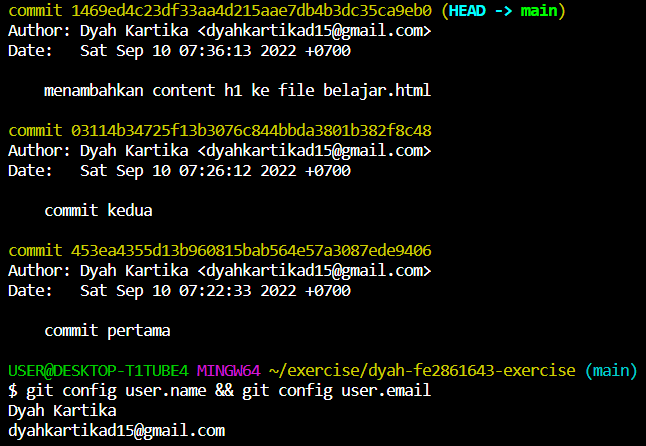 commit 1469ed4c23df33aa4d215aae7db4b3dc35ca9eb0 (HEAD -> main)
Author: Dyah Kartika <dyahkartikad15@gmail.com>
Date:   Sat Sep 10 07:36:13 2022 +0700
menambahkan content h1 ke file belajar.html
commit 03114b34725f13b3076c844bbda3801b382f8c48
Author: Dyah Kartika <dyahkartikad15@gmail.com>
Date:   Sat Sep 10 07:26:12 2022 +0700
commit kedua
commit 453ea4355d13b960815bab564e57a3087ede9406
Author: Dyah Kartika <dyahkartikad15@gmail.com>
Date:   Sat Sep 10 07:22:33 2022 +0700
commit pertama
USER@DESKTOP-T1TUBE4 MINGW64 ~/exercise/dyah-fe2861643-exercise (main)
$ git config user.name && git config user.email
Dyah Kartika
dyahkartikad15@gmail.com